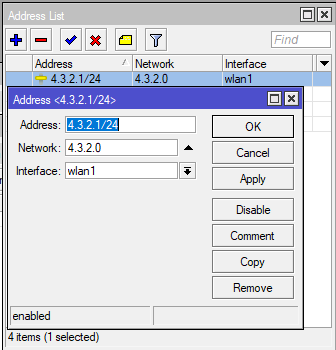 Address List
Find
Address Network Interface
4.3.2.1/24 4.3.2.0 wlan1
Address <4.3.2.1/24>
Address: 4.3.2.1/24
Network: 4.3.2.0
Interface: wlan1
OK
Cancel
Apply
Disable
Comment
Copy
Remove
enabled
4 items (1 selected)